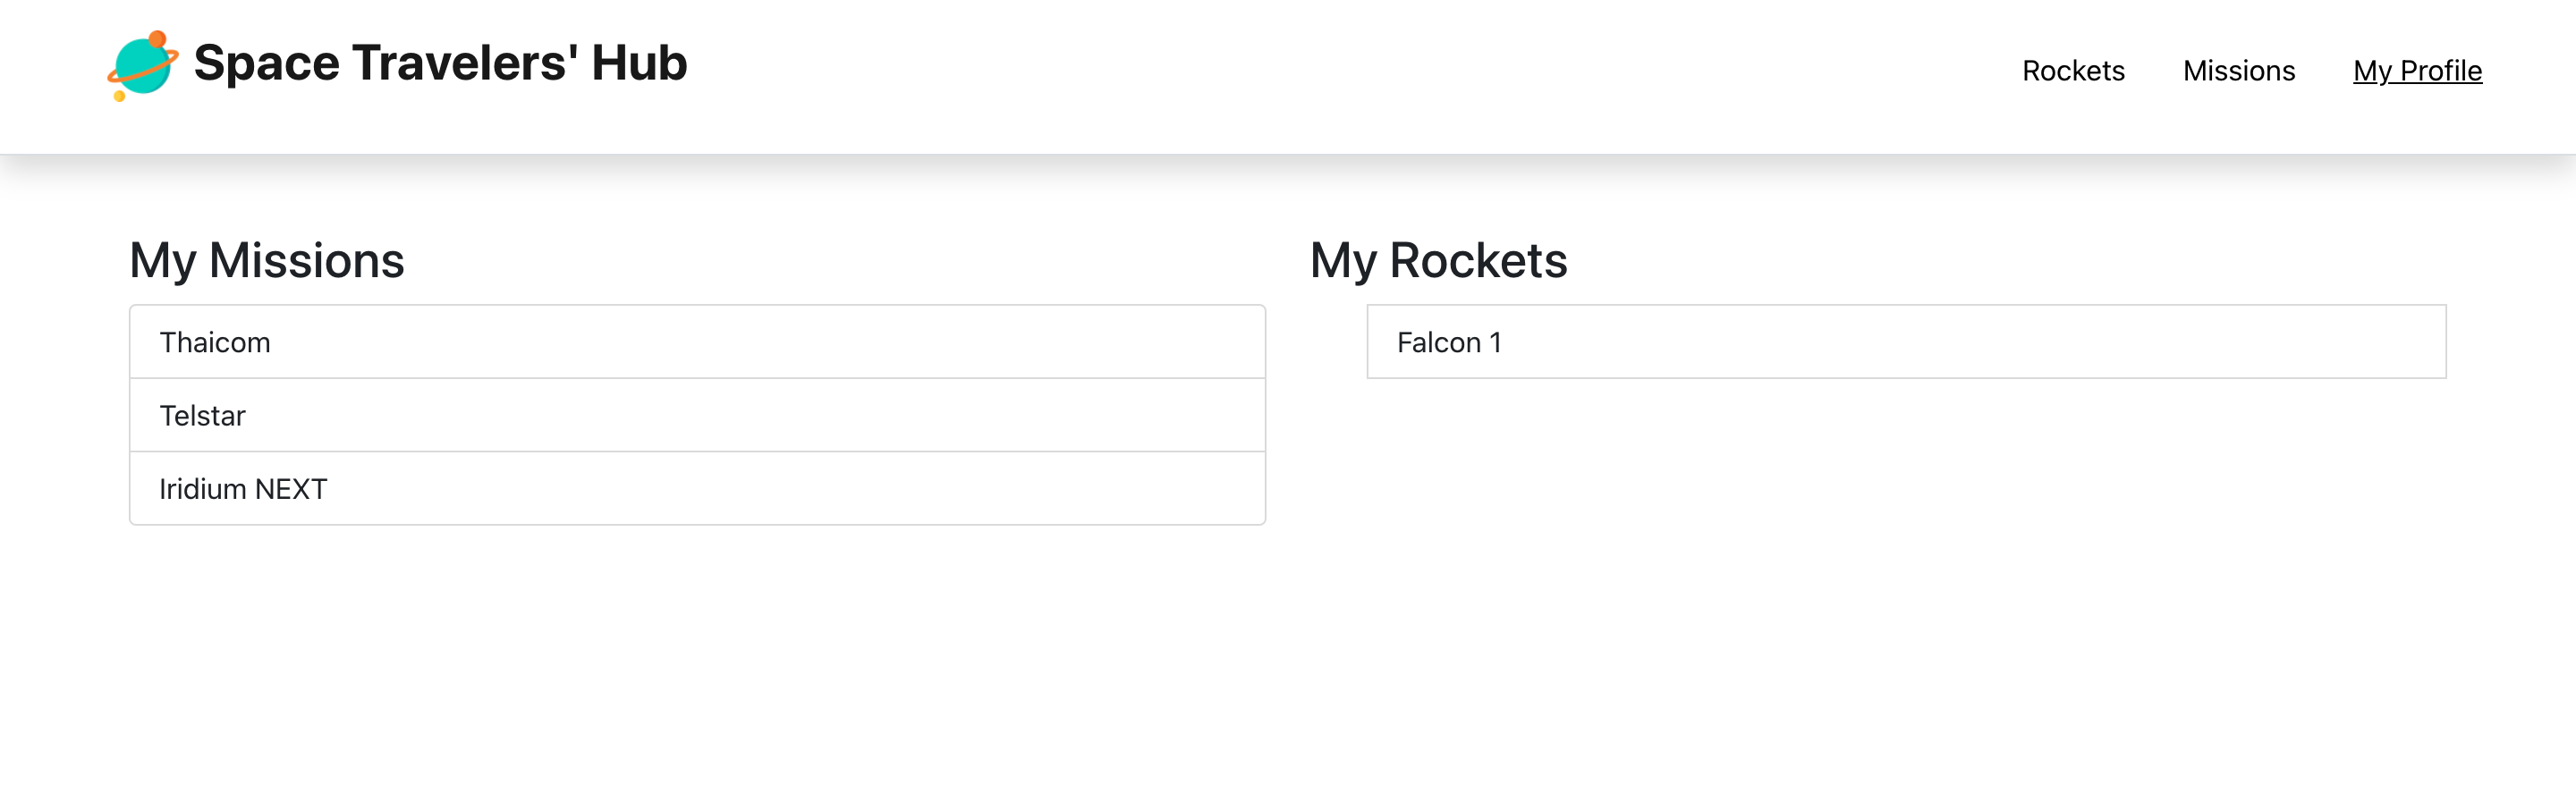 Space Travelers' Hub
Rockets
Missions
My Profile
My Missions
Thaicom
Telstar
Iridium NEXT
My Rockets
Falcon 1